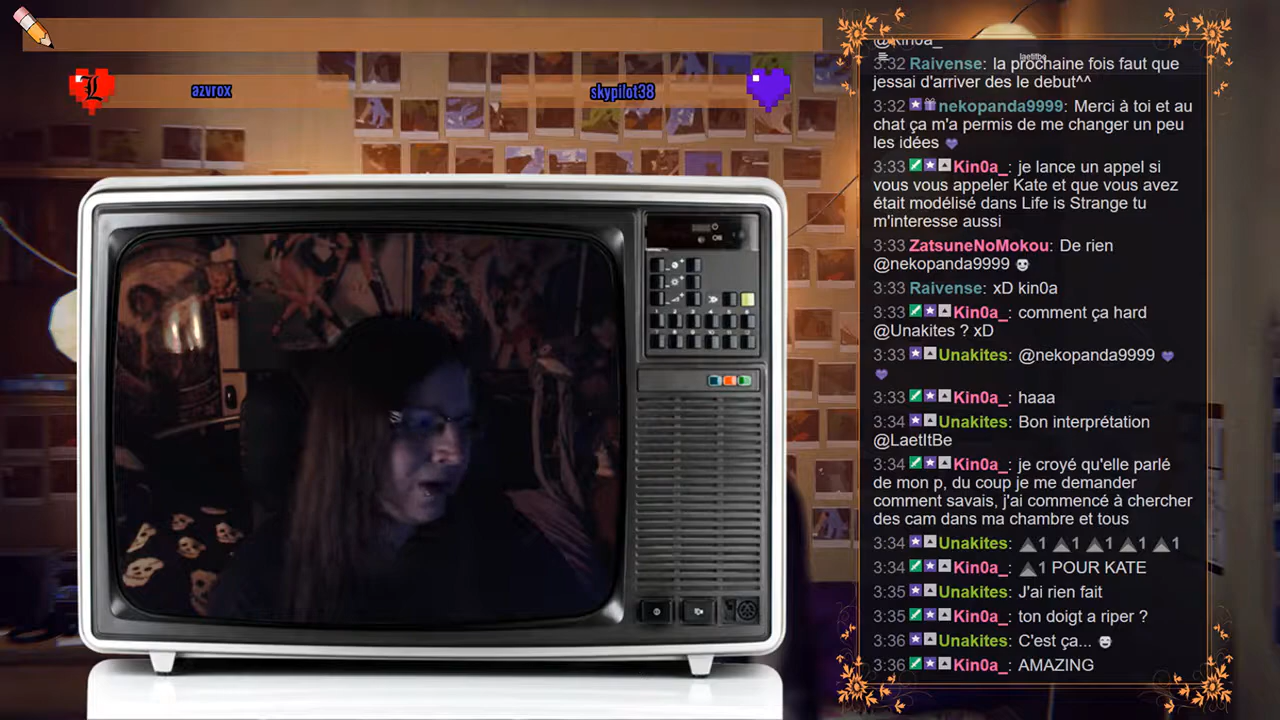 azvrox
skypilot38
@Kin0a_
laetitbe
3:32 Raivense: la prochaine fois faut que
jessai d'arriver des le debut^^
3:32 nekopanda9999: Merci à toi et au
chat ça m'a permis de me changer un peu
les idées
3:33 Kin0a_: je lance un appel si
vous vous appeler Kate et que vous avez
était modélisé dans Life is Strange tu
m'interesse aussi
3:33 ZatsuneNoMokou: De rien
@nekopanda9999
3:33 Raivense: xD kin0a
3:33 Kin0a_: comment ça hard
@Unakites ? xD
3:33 Unakites: @nekopanda9999
3:33 Kin0a_: haaa
3:34 Unakites: Bon interprétation
@LaetItBe
3:34 Kin0a_: je croyé qu'elle parlé
de mon p, du coup je me demander
comment savais, j'ai commencé à chercher
des cam dans ma chambre et tous
3:34 Unakites: 1 1 1 1 1
3:34 Kin0a_: 1 POUR KATE
3:35 Unakites: J'ai rien fait
3:35 Kin0a_: ton doigt a riper ?
3:36 Unakites: C'est ça...
3:36 Kin0a_: AMAZING